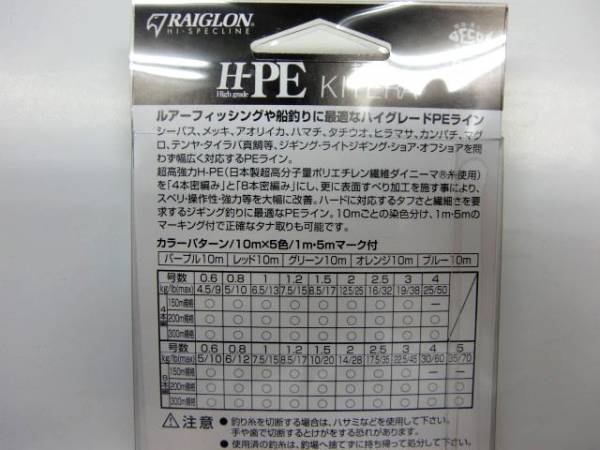 RAIGLON
HI-SPECLINE
H-PE
High grade
ルアーフィッシングや船釣りに最適なハイグレードPEライン
シーバス、メッキ、アオリイカ、ハマチ、タチウオ、ヒラマサ、カンパチ、マグ
ロ、テンヤ・タイラバ真鯛等、ジギング・ライトジギング・ショア・オフショアを問
わず幅広く対応するPEライン。
超高強力H-PE(日本製超高分子量ポリエチレン繊維ダイニーマ®糸使用)
を「4本密編み」と「8本密編み」にし、更に表面すべり加工を施す事により、
スベリ・操作性・強力等を大幅に改善。ハードに対応するタフさと繊細さを要
求するジギング釣りに最適なPEライン。10mごとの染色分け、1m・5mの
マーキング付で正確なタナ取りも可能です。
カラーパターン/10m×5色/1m・5mマーク付
パープル10m レッド10m グリーン10m オレンジ10m ブルー10m
号数 0.6 0.8 1 1.2 1.5 2 2.5 3 4
kg/lb(max) 4.5/9 5/10 6.5/13 7.5/15 8.5/17 12.5/25 16/32 19/38 25/50
4本
150m規格 ○ ○ ○ ○ ○ ○ ○ ○ ー
200m規格 ○ ○ ○ ○ ○ ○ ○ ○ ○
300m規格 ○ ○ ○ ○ ○ ○ ○ ○ ○
号数 0.6 0.8 1 1.2 1.5 2 2.5 3 4 5
kg/lb(max) 5/10 6/12 7.5/15 8.5/17 10/20 14/28 17.5/35 22.5/45 30/60 35/70
8本
150m規格 ○ ○ ○ ○ ○ ○ ○ ○ ー ー
200m規格 ○ ○ ○ ○ ○ ○ ○ ○ ○ ○
300m規格 ○ ○ ○ ○ ○ ○ ○ ○ ○ ○
⚠注意
● 釣り糸を切断する場合は、ハサミなどを使用して下さい。
手や歯で切断するとけがをする恐れがあります。
● 使用済の釣糸は、釣場へ捨てずに持ち帰って処分して下さい。